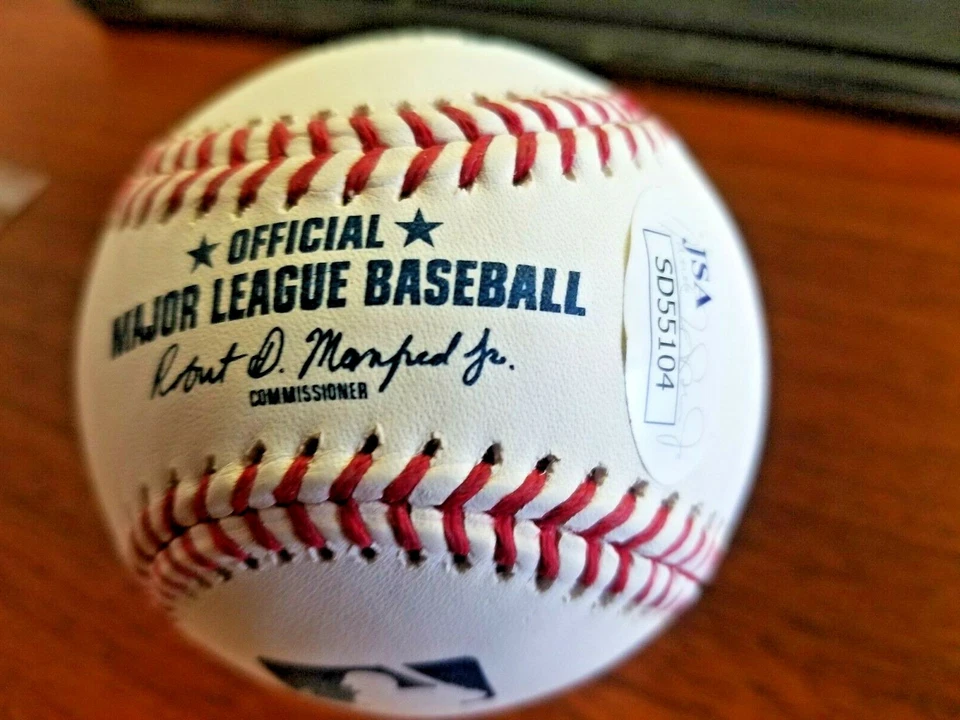 ★ OFFICIAL ★
MAJOR LEAGUE BASEBALL
Robert D. Manfred Jr.
COMMISSIONER
JSA
SD55104